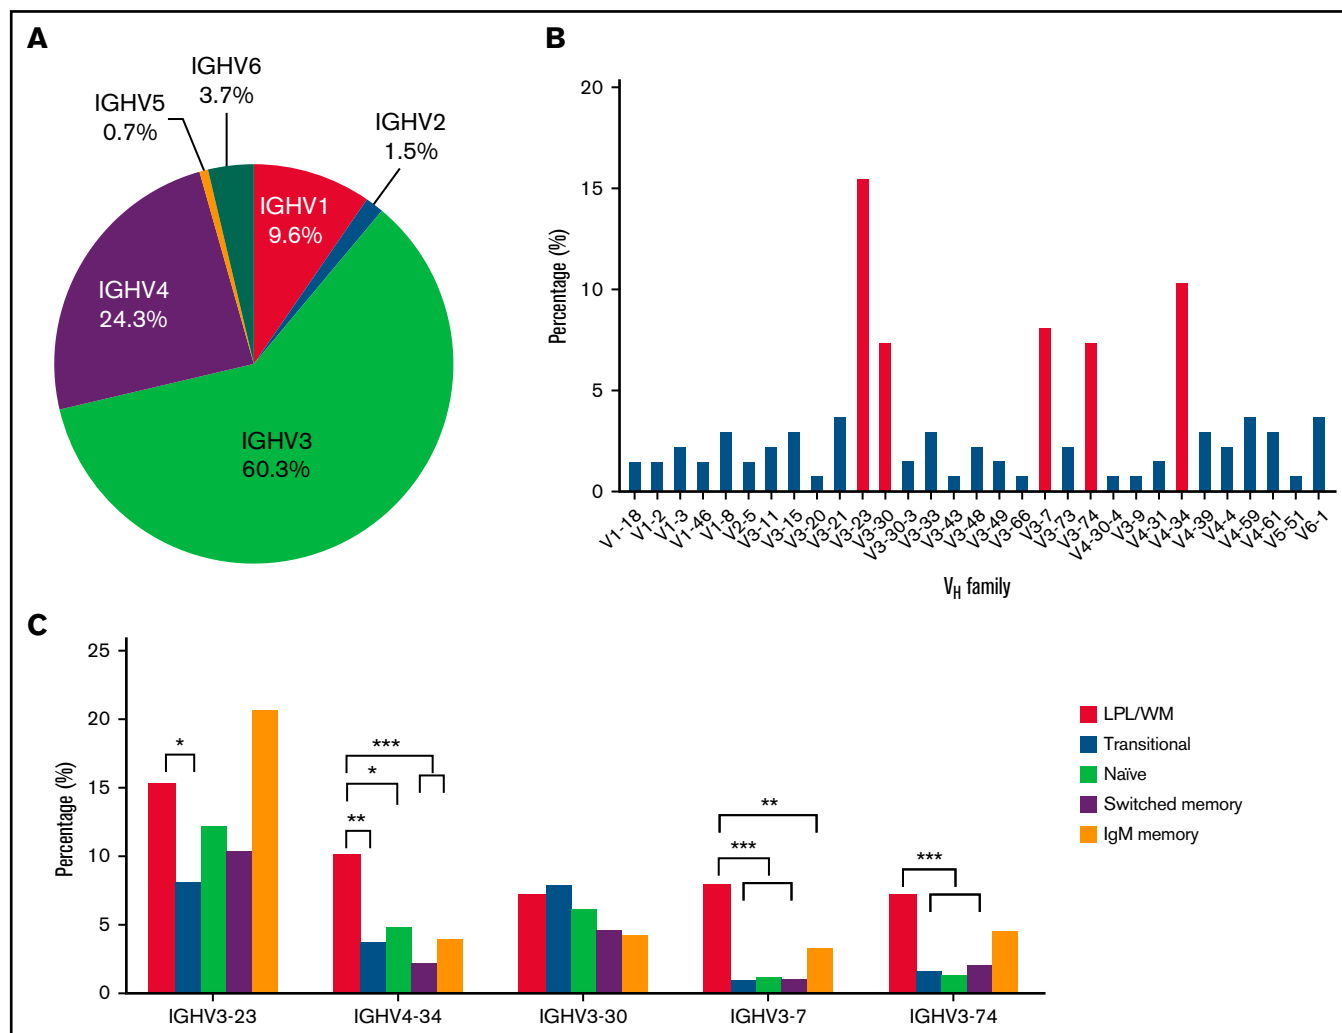 A
IGHV6
3.7%
IGHV5
0.7%
IGHV2
1.5%
IGHV1
9.6%
IGHV4
24.3%
IGHV3
60.3%
B
Percentage (%)
20
15
10
5
0
V1-18
V1-2
V1-3
V1-46
V1-8
V2-5
V3-11
V3-15
V3-20
V3-21
V3-23
V3-30
V3-30-3
V3-33
V3-43
V3-48
V3-49
V3-66
V3-7
V3-73
V3-74
V4-30-4
V3-9
V4-31
V4-34
V4-39
V4-4
V4-59
V4-61
V5-51
V6-1
VH family
C
Percentage (%)
25
20
15
10
5
0
*
***
*
**
**
***
***
IGHV3-23
IGHV4-34
IGHV3-30
IGHV3-7
IGHV3-74
LPL/WM
Transitional
Naïve
Switched memory
IgM memory